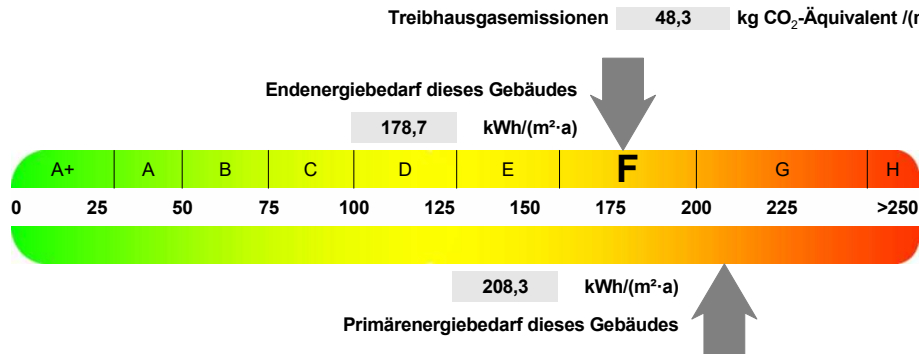 Treibhausgasemissionen 48,3 kg CO₂-Äquivalent /(
Endenergiebedarf dieses Gebäudes
178,7 kWh/(m²·a)
A+ A B C D E F G H
0 25 50 75 100 125 150 175 200 225 >250
208,3 kWh/(m²·a)
Primärenergiebedarf dieses Gebäudes